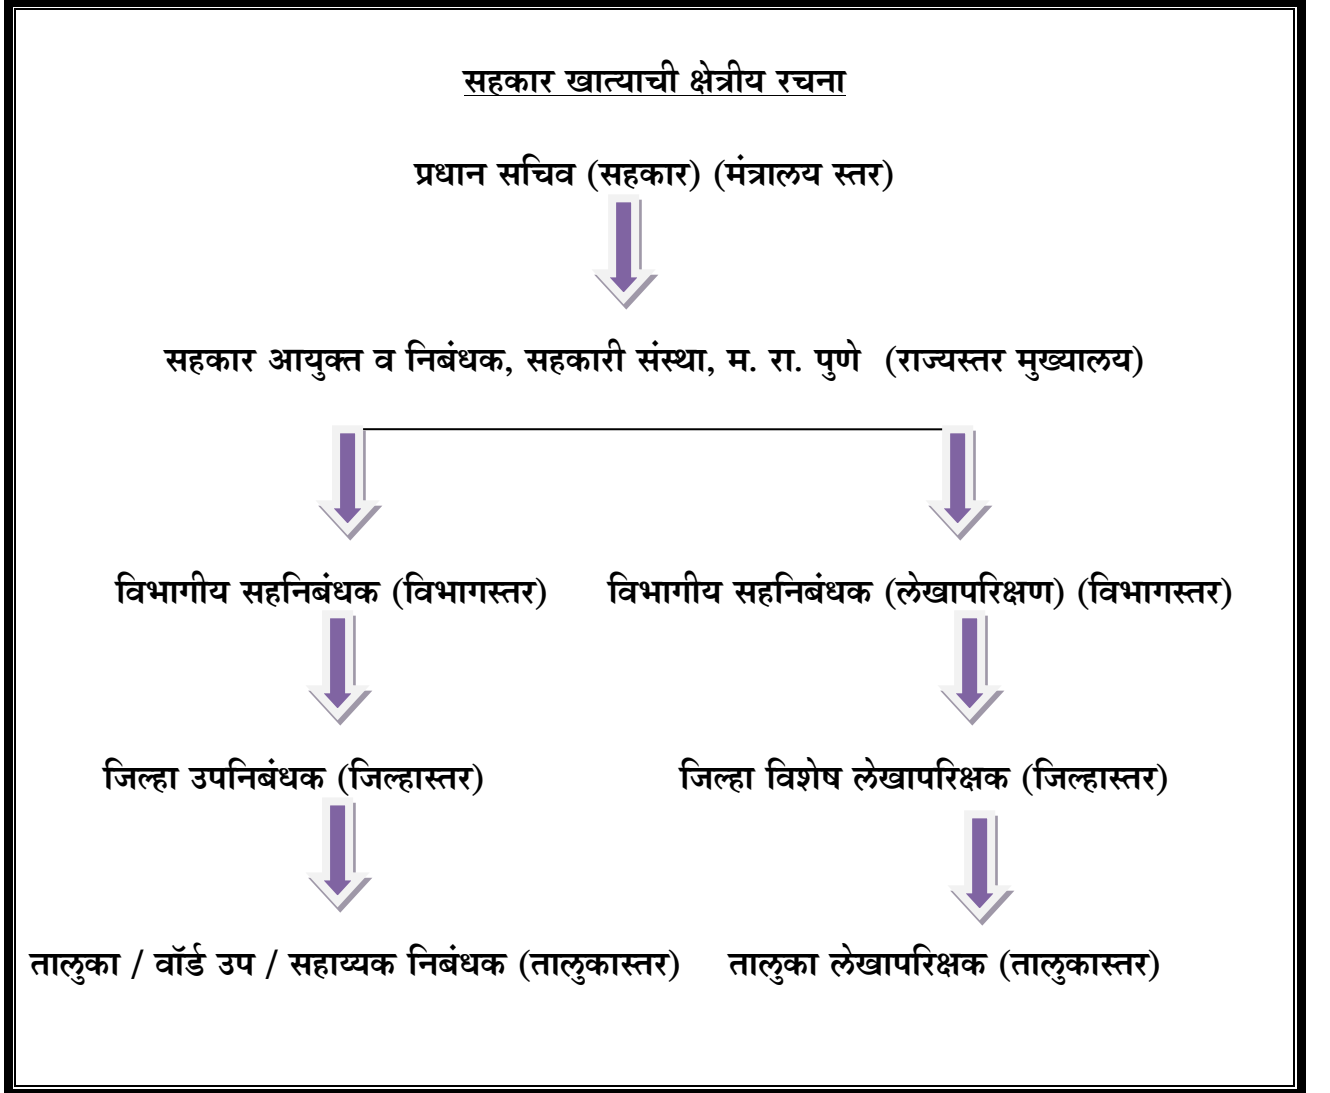 सहकार खात्याची क्षेत्रीय रचना
प्रधान सचिव (सहकार) (मंत्रालय स्तर)
सहकार आयुक्त व निबंधक, सहकारी संस्था, म. रा. पुणे (राज्यस्तर मुख्यालय)
विभागीय सहनिबंधक (विभागस्तर) विभागीय सहनिबंधक (लेखापरिक्षण) (विभागस्तर)
जिल्हा उपनिबंधक (जिल्हास्तर) जिल्हा विशेष लेखापरिक्षक (जिल्हास्तर)
तालुका / वॉर्ड उप / सहाय्यक निबंधक (तालुकास्तर) तालुका लेखापरिक्षक (तालुकास्तर)